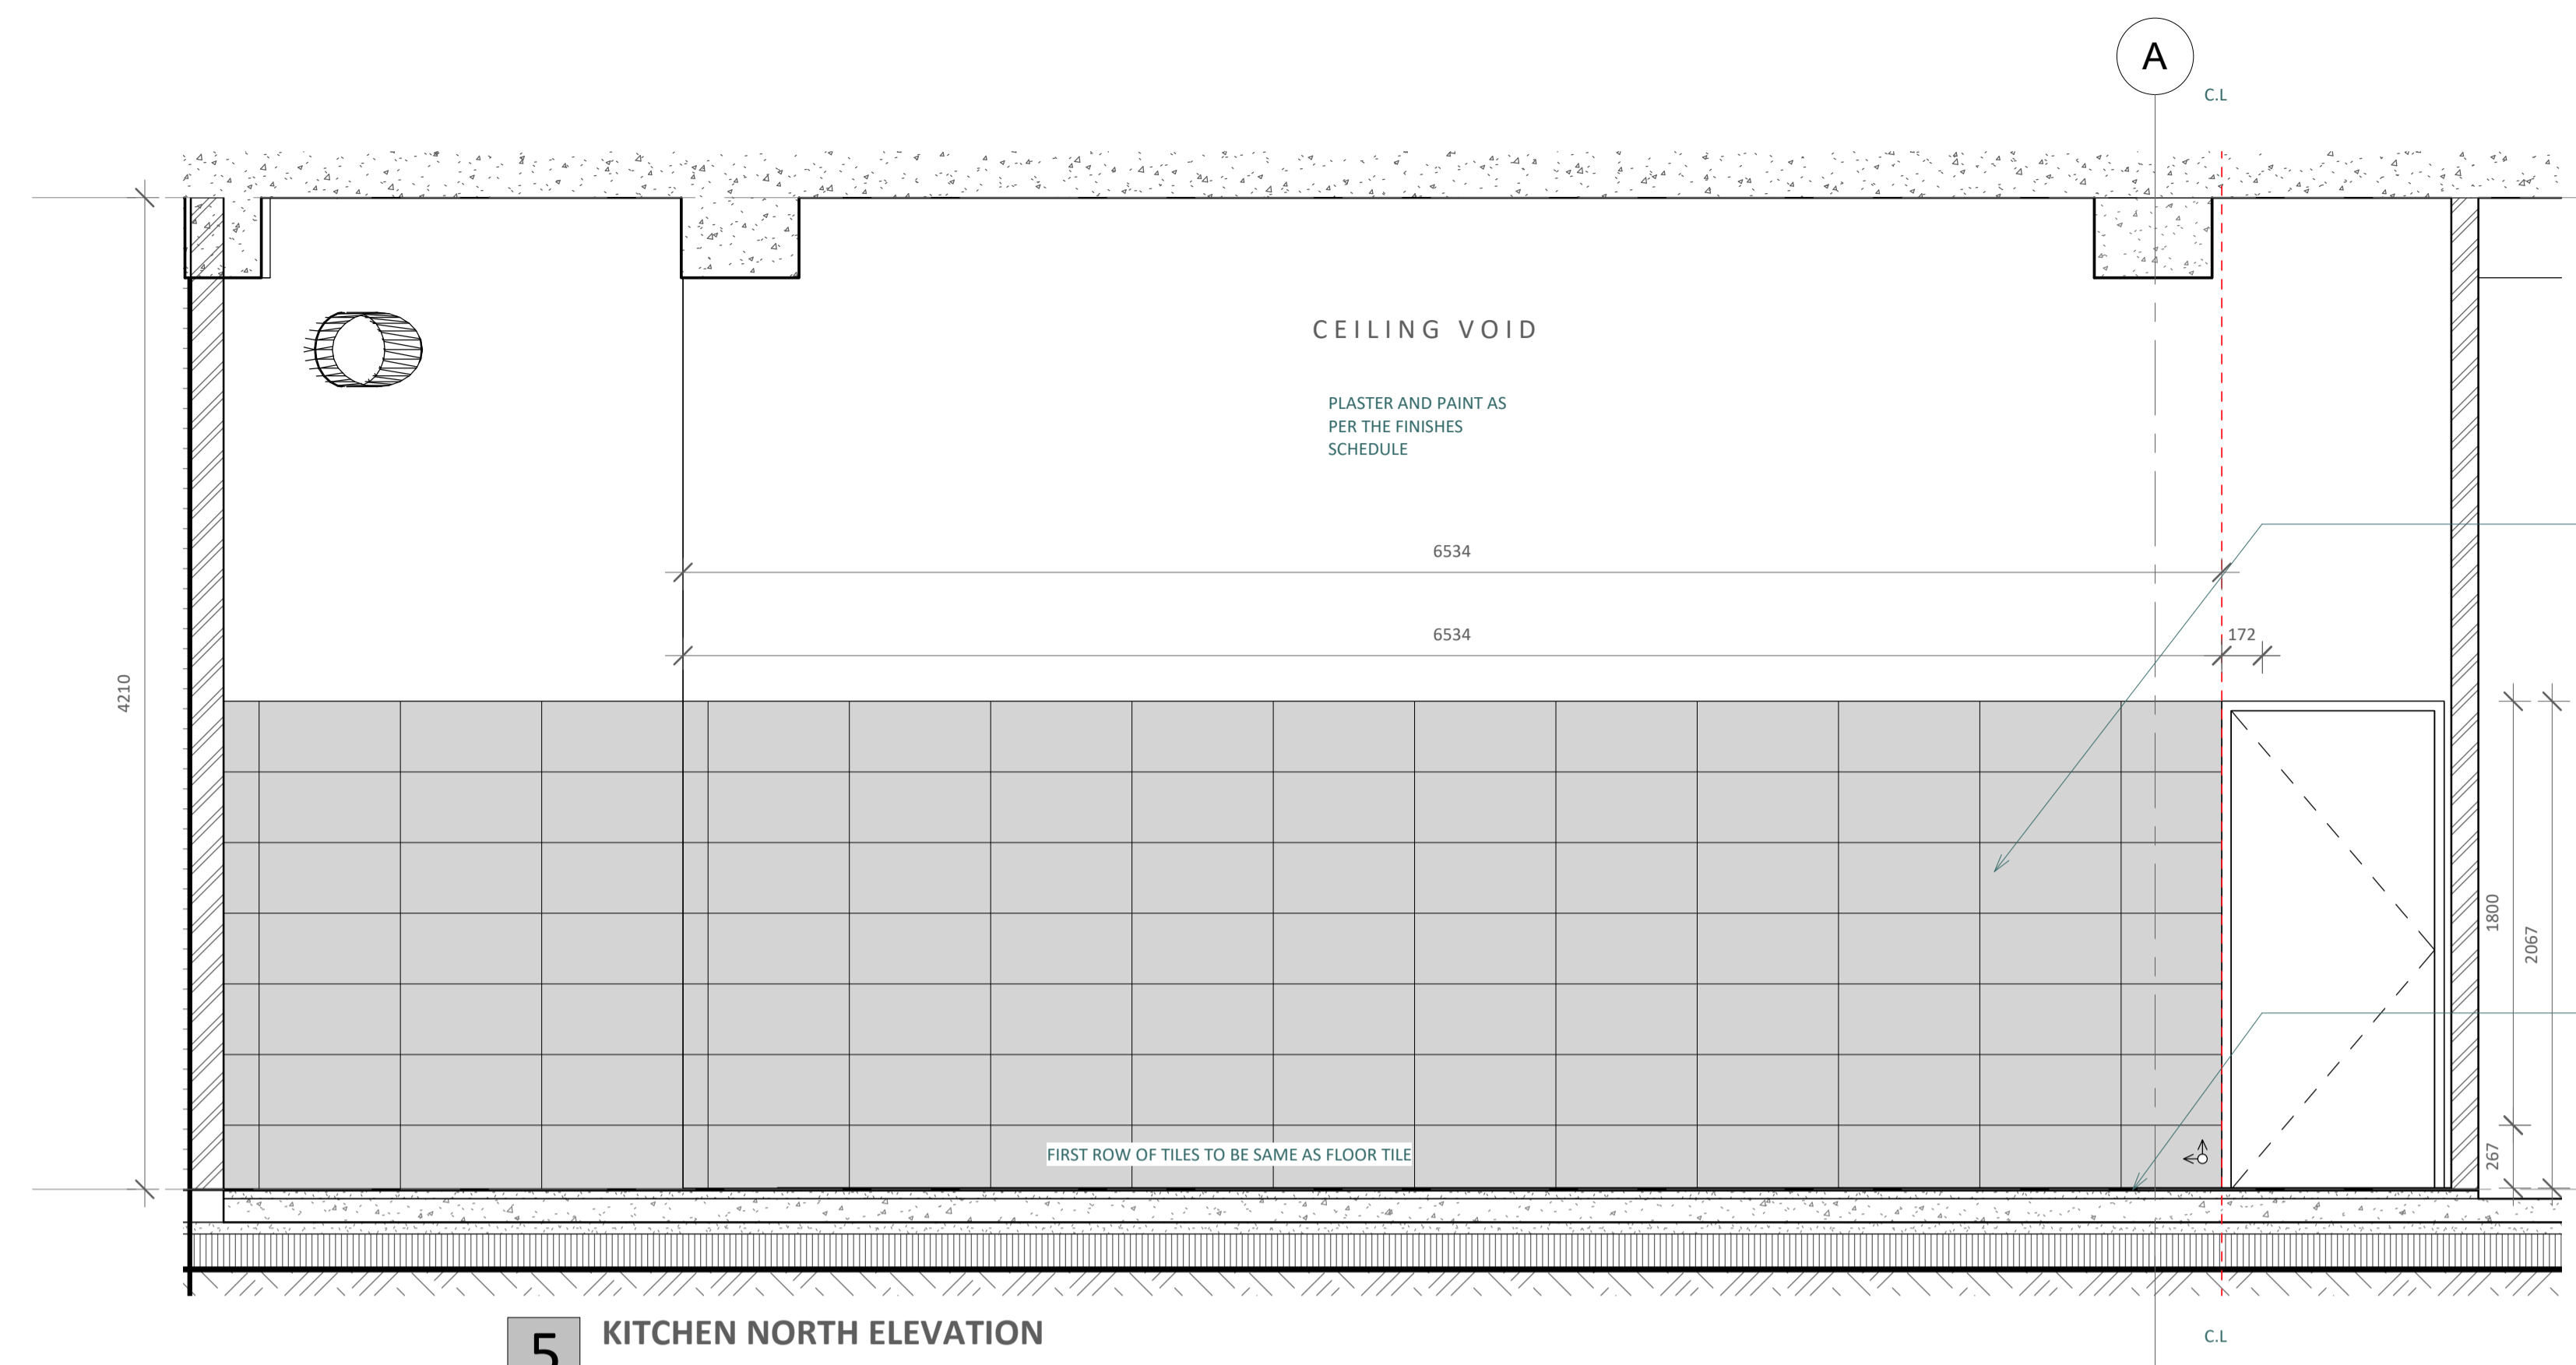 A
C.L
CEILING VOID
PLASTER AND PAINT AS
PER THE FINISHES
SCHEDULE
6534
6534
172
4210
1800
2067
267
FIRST ROW OF TILES TO BE SAME AS FLOOR TILE
5
KITCHEN NORTH ELEVATION
C.L